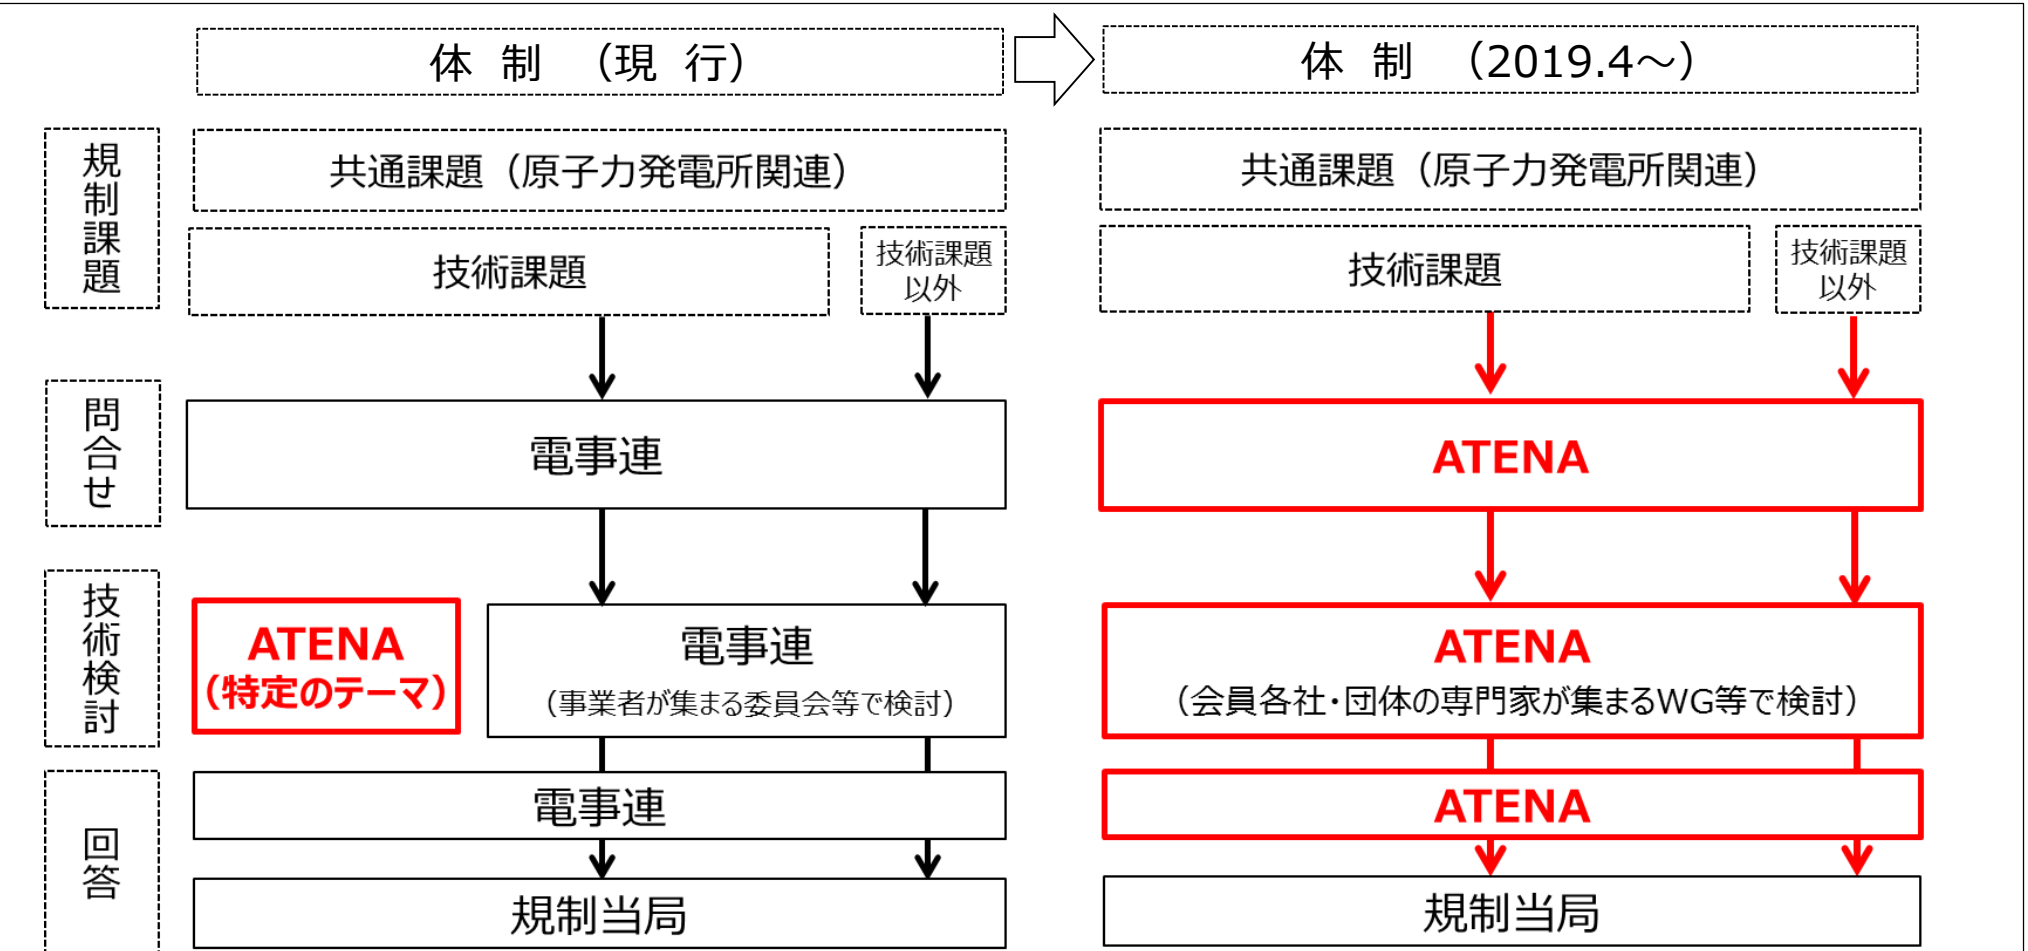 体 制 （現 行）
体 制 （2019.4～）
規制課題
共通課題（原子力発電所関連）
共通課題（原子力発電所関連）
技術課題
技術課題
以外
技術課題
技術課題
以外
問合せ
電事連
ATENA
技術検討
ATENA
（特定のテーマ）
電事連
（事業者が集まる委員会等で検討）
ATENA
（会員各社・団体の専門家が集まるWG等で検討）
回答
電事連
ATENA
規制当局
規制当局